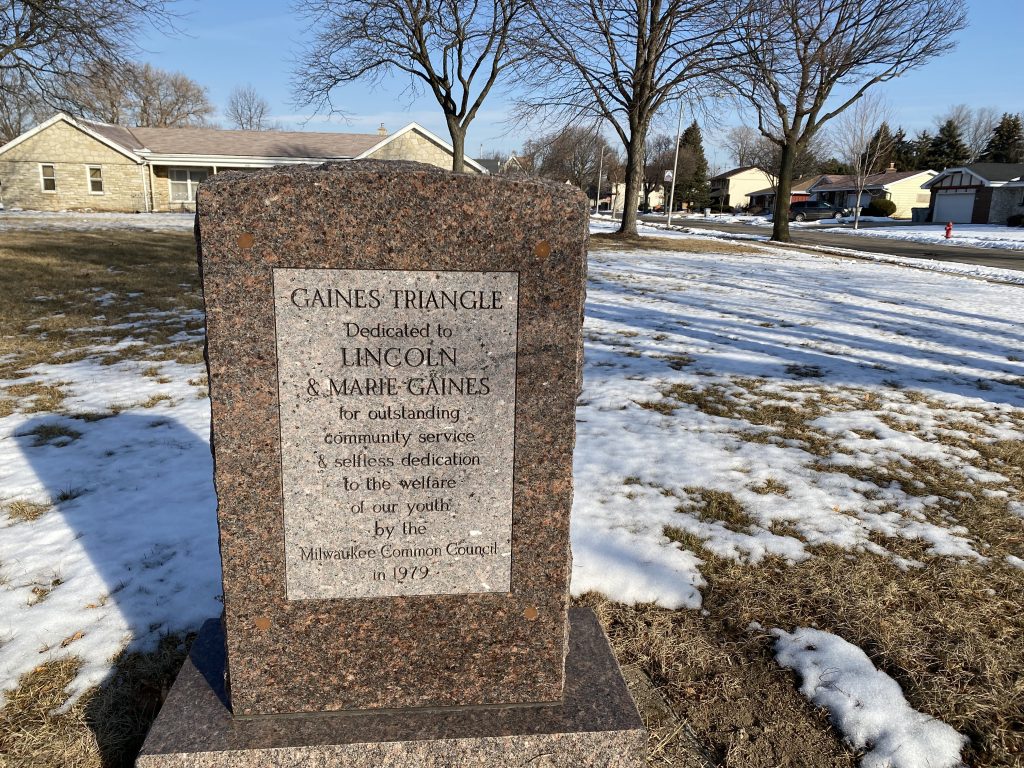 GAINES TRIANGLE
Dedicated to
LINCOLN
& MARIE GAINES
for outstanding
community service
& selfless dedication
to the welfare
of our youth
by the
Milwaukee Common Council
in 1979